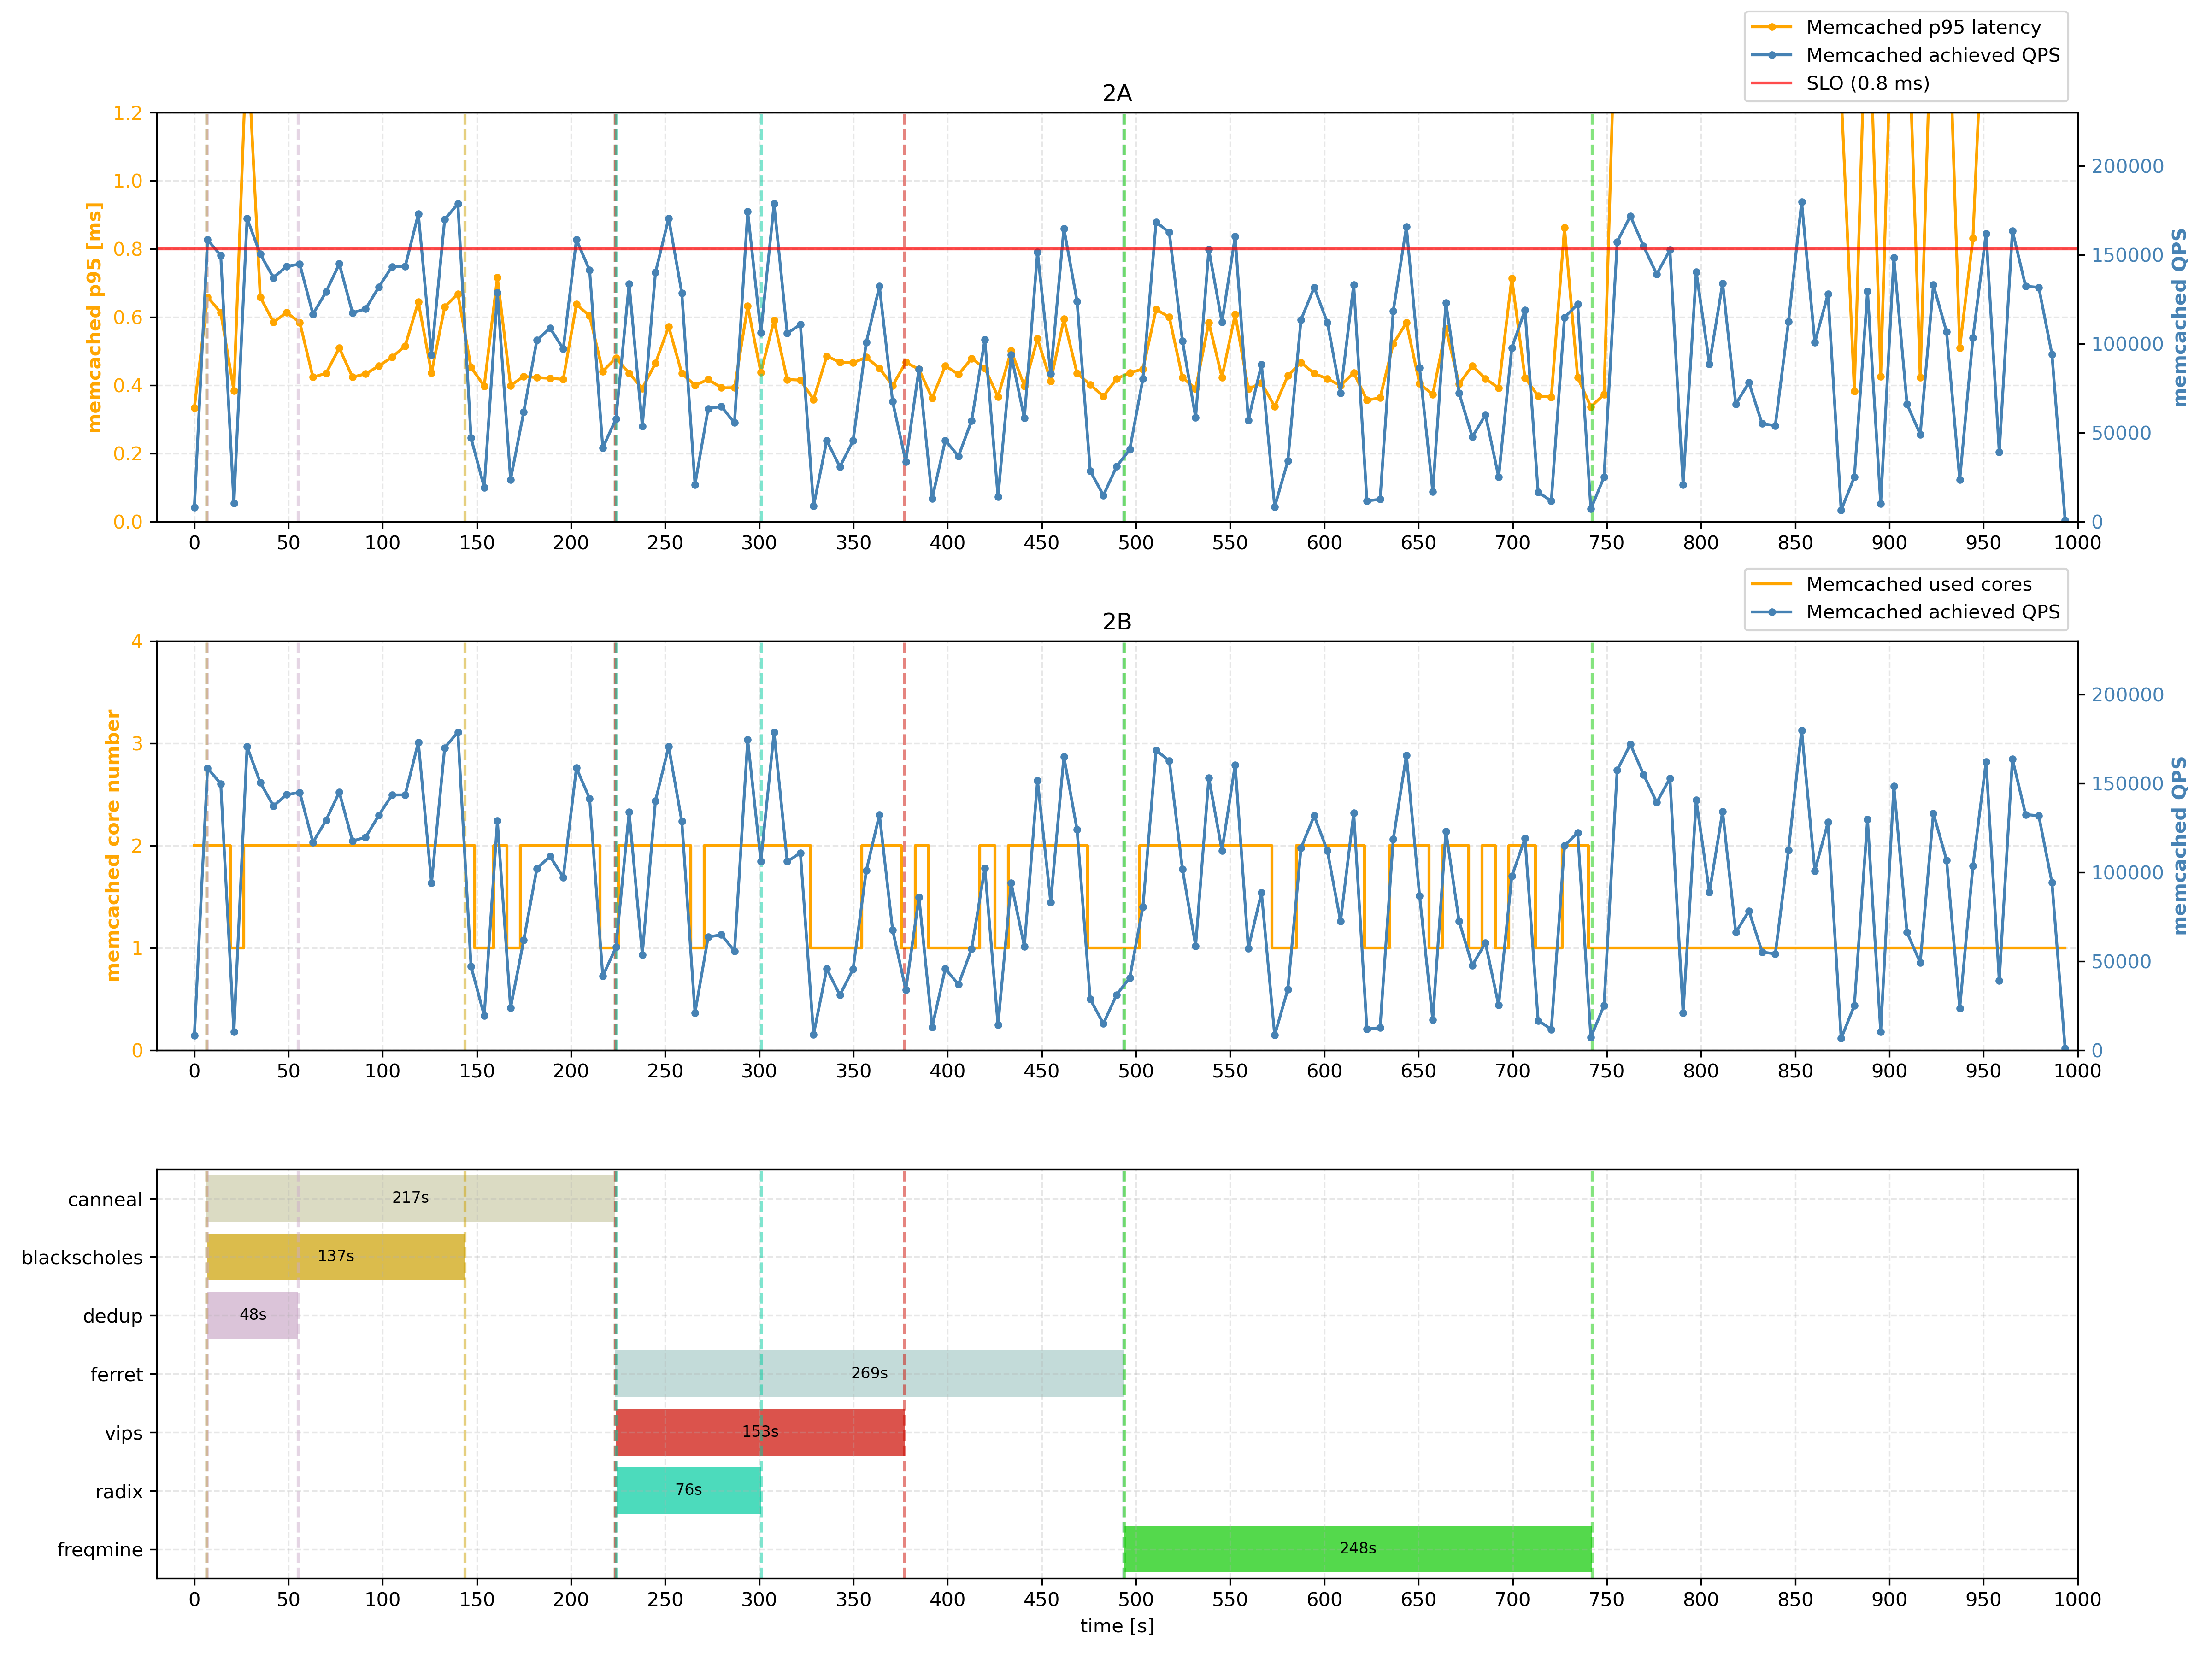 Memcached p95 latency
Memcached achieved QPS
SLO (0.8 ms)
2A
memcached p95 [ms]
1.2
1.0
0.8
0.6
0.4
0.2
0.0
200000
150000
100000
50000
0
memcached QPS
0 50 100 150 200 250 300 350 400 450 500 550 600 650 700 750 800 850 900 950 1000
Memcached used cores
Memcached achieved QPS
2B
memcached core number
4
3
2
1
0
200000
150000
100000
50000
0
memcached QPS
0 50 100 150 200 250 300 350 400 450 500 550 600 650 700 750 800 850 900 950 1000
canneal 217s
blackscholes 137s
dedup 48s
ferret 269s
vips 153s
radix 76s
freqmine 248s
0 50 100 150 200 250 300 350 400 450 500 550 600 650 700 750 800 850 900 950 1000
time [s]